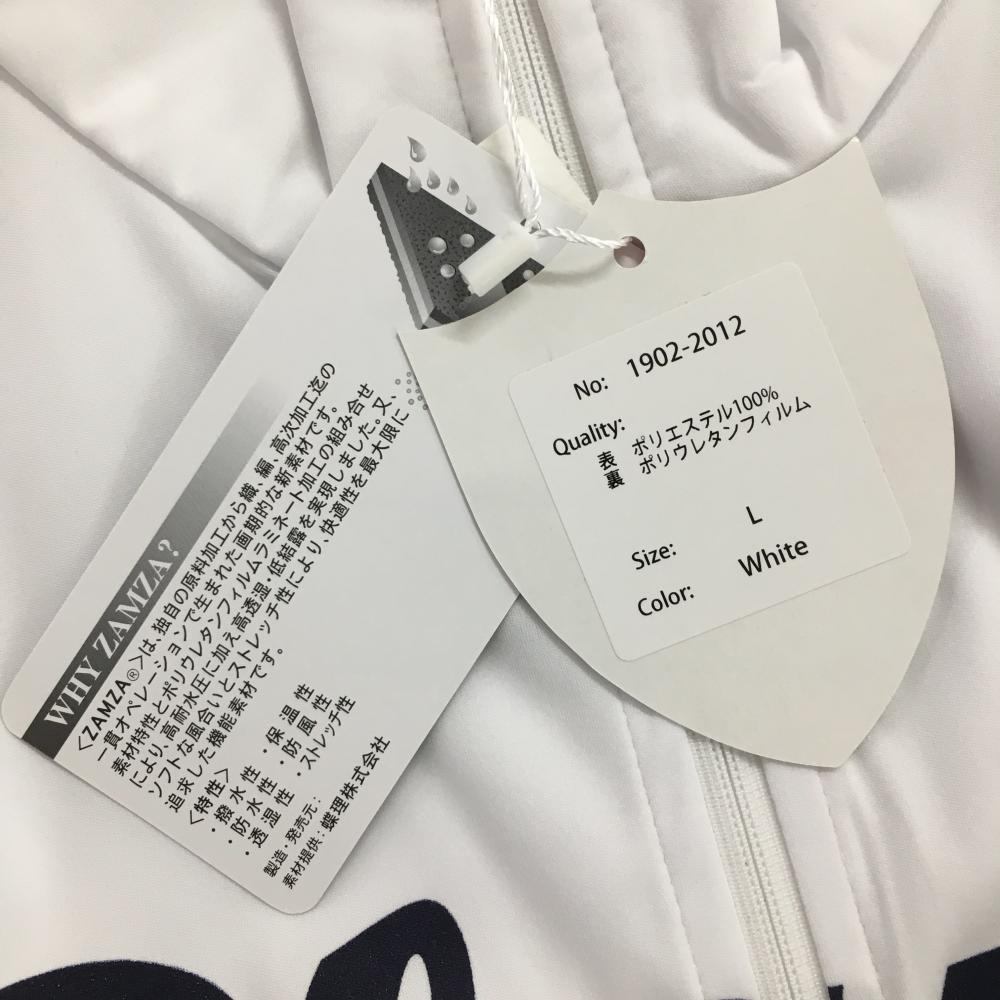 WHY ZAMZA?
〈ZAMZA®〉は、独自の原料加工から織、編、高次加工迄の
一貫オペレーションで生まれた画期的な新素材です。
素材特性とポリウレタンフィルムラミネート加工の組み合せ
により、高耐水圧に加え高透湿・低結露を実現しました。又、
ソフトな風合いとストレッチ性により、快適性を最大限に
追求した機能素材です。
〈特性〉
・撥水性 ・保温性
・防水性 ・防風性
・透湿性 ・ストレッチ性
製造・発売元:
素材提供:蝶理株式会社
No: 1902-2012
Quality:
表 ポリエステル100%
裏 ポリウレタンフィルム
Size: L
Color: White